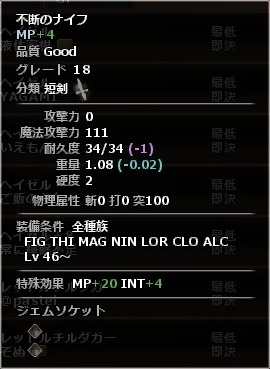 不断のナイフ
MP+4
品質 Good
グレード 18
分類 短剣
攻撃力 0
魔法攻撃力 111
耐久度 34/34 (-1)
重量 1.08 (-0.02)
硬度 2
物理属性 斬0 打0 突100
装備条件 全種族
FIG THI MAG NIN LOR CLO ALC
Lv 46～
特殊効果 MP+20 INT+4
ジェムソケット